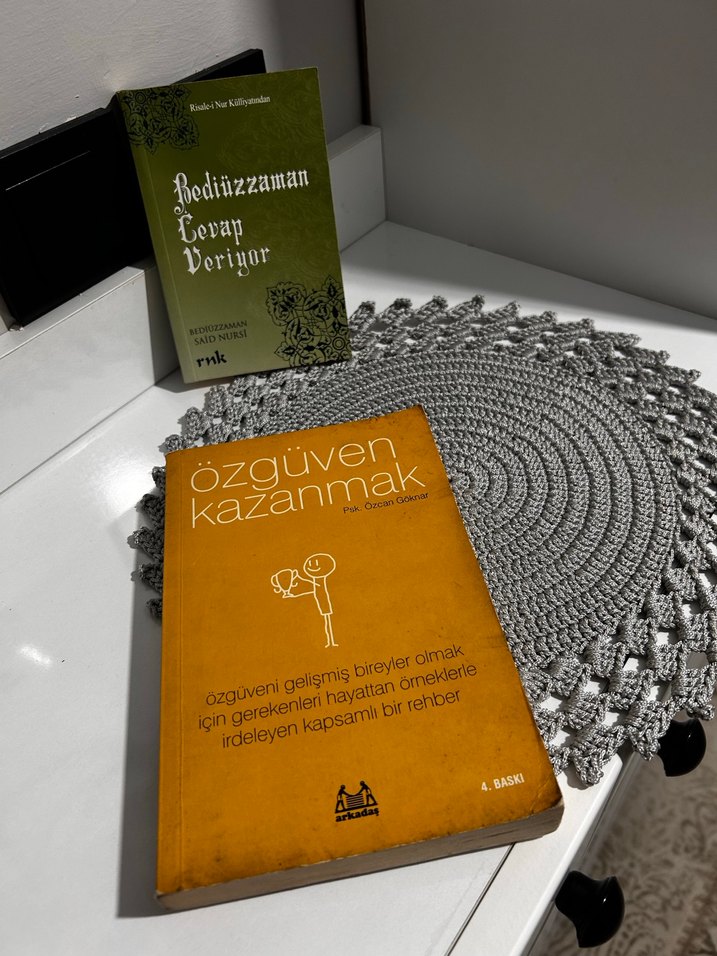 Risale-i Nur Külliyatından
Bediüzzaman
Cevap
Veriyor
BEDİÜZZAMAN
SAİD NURSİ
rnk
özgüven
kazanmak
Psk. Özcan Göknar
özgüveni gelişmiş bireyler olmak
için gerekenleri hayattan örneklerle
irdeleyen kapsamlı bir rehber
4. BASKI
arkadaş